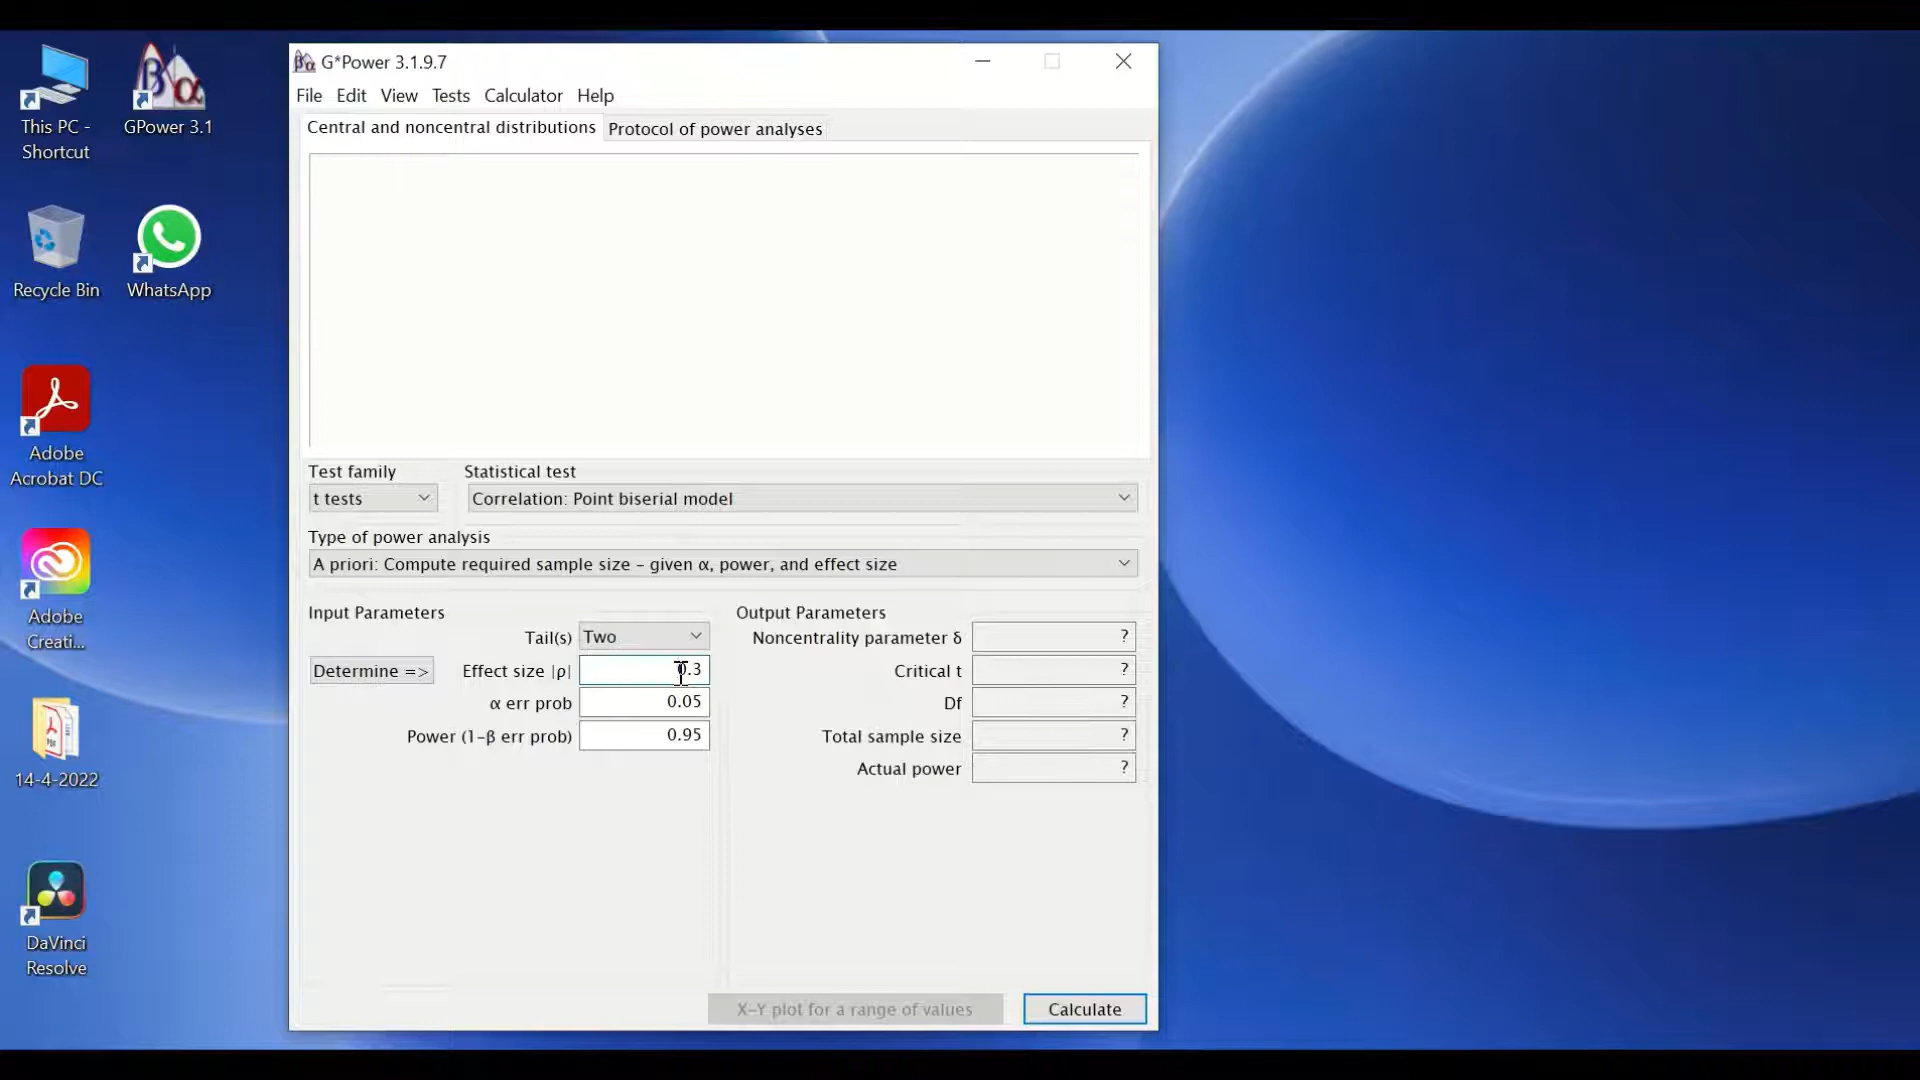 This PC -
Shortcut
GPower 3.1
Recycle Bin
WhatsApp
Adobe
Acrobat DC
Adobe
Creati...
14-4-2022
DaVinci
Resolve
G*Power 3.1.9.7
File Edit View Tests Calculator Help
Central and noncentral distributions Protocol of power analyses
Test family Statistical test
t tests Correlation: Point biserial model
Type of power analysis
A priori: Compute required sample size – given α, power, and effect size
Input Parameters Output Parameters
Tail(s) Two Noncentrality parameter δ ?
Determine => Effect size |ρ| 0.3 Critical t ?
α err prob 0.05 Df ?
Power (1–β err prob) 0.95 Total sample size ?
Actual power ?
X–Y plot for a range of values Calculate